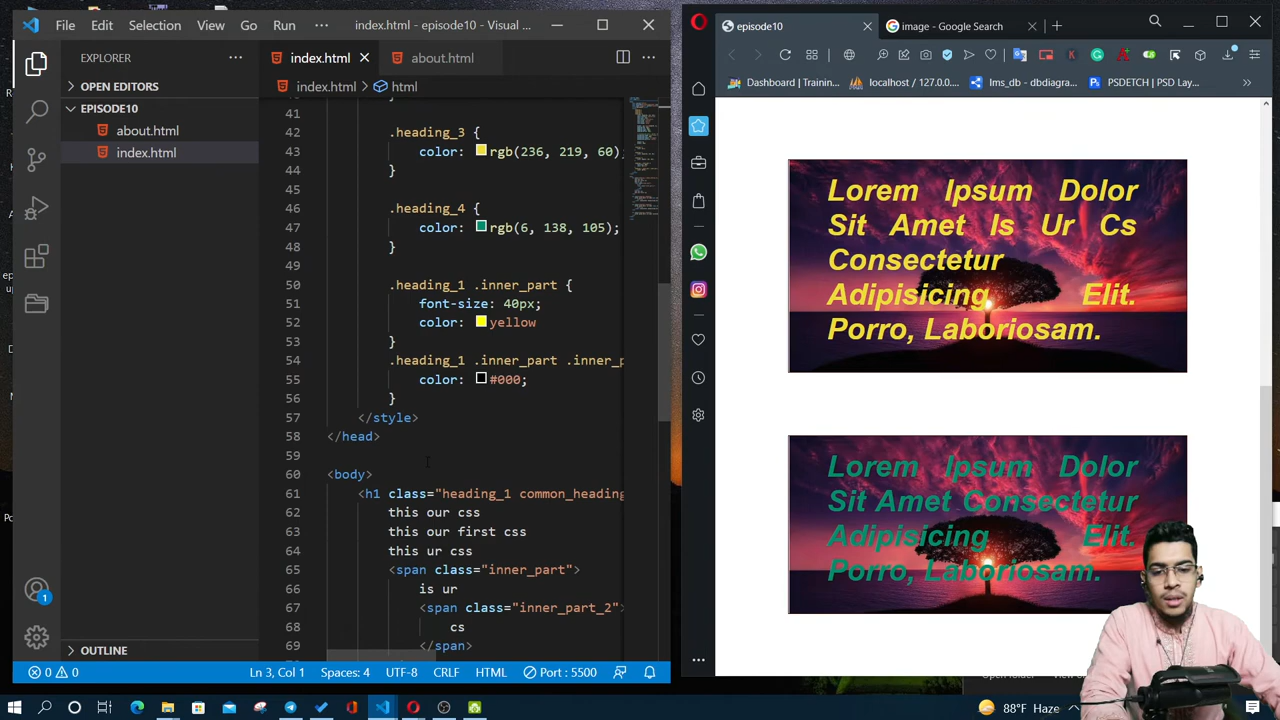 File Edit Selection View Go Run ··· index.html - episode10 - Visual ...
EXPLORER
OPEN EDITORS
EPISODE10
about.html
index.html
OUTLINE
index.html about.html
index.html > html
41
42 .heading_3 {
43 color: rgb(236, 219, 60);
44 }
45
46 .heading_4 {
47 color: rgb(6, 138, 105);
48 }
49
50 .heading_1 .inner_part {
51 font-size: 40px;
52 color: yellow
53 }
54 .heading_1 .inner_part .inner_p
55 color: #000;
56 }
57 </style>
58 </head>
59
60 <body>
61 <h1 class="heading_1 common_heading
62 this our css
63 this our first css
64 this ur css
65 <span class="inner_part">
66 is ur
67 <span class="inner_part_2">
68 cs
69 </span>
0 0 Ln 3, Col 1 Spaces: 4 UTF-8 CRLF HTML Port : 5500
1
episode10 image - Google Search
Dashboard | Trainin... localhost / 127.0.0.... lms_db - dbdiagra... PSDETCH | PSD Lay...
Lorem Ipsum Dolor
Sit Amet Is Ur Cs
Consectetur
Adipisicing Elit.
Porro, Laboriosam.
Lorem Ipsum Dolor
Sit Amet Consectetur
Adipisicing Elit.
Porro, Laboriosam.
88°F Haze